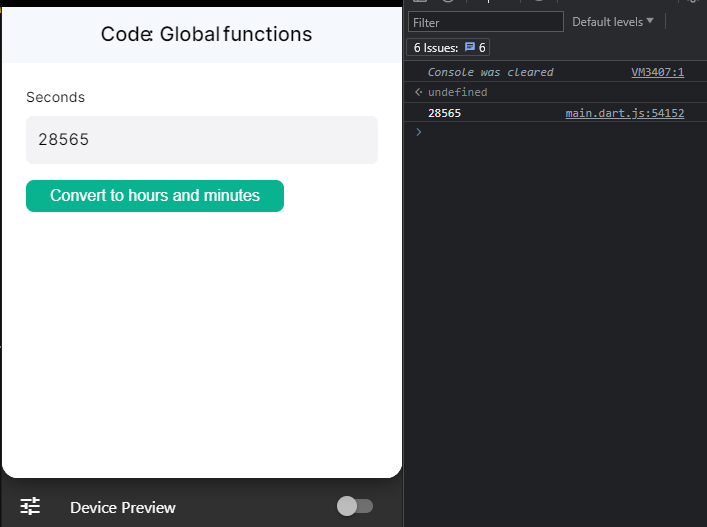 Code: Global functions
Seconds
28565
Convert to hours and minutes
Device Preview
Filter
Default levels
6 Issues: 6
Console was cleared VM3407:1
undefined
28565 main.dart.js:54152